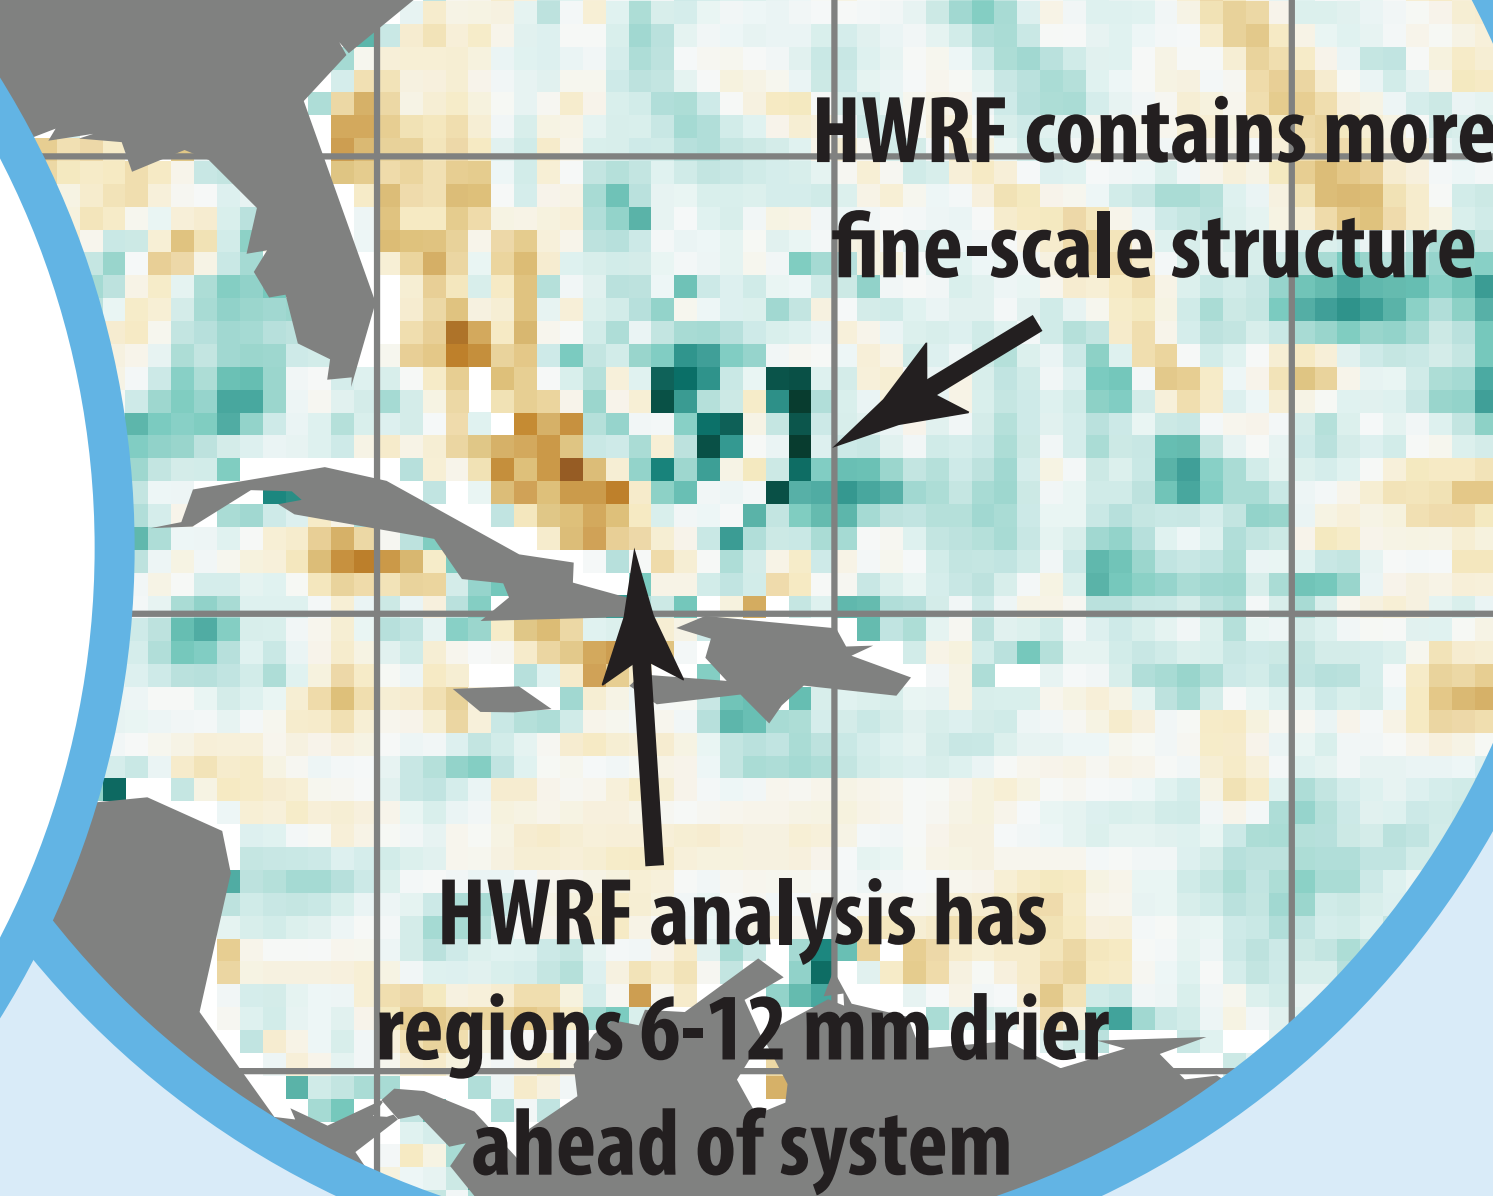 HWRF contains more
fine-scale structure
HWRF analysis has
regions 6-12 mm drier
ahead of system